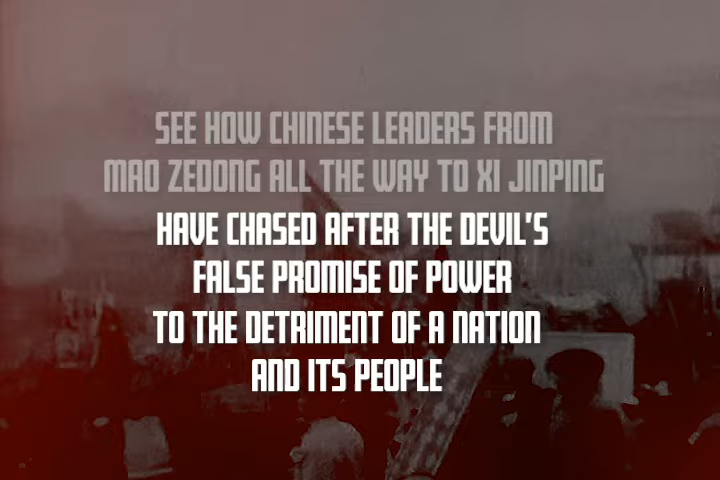 SEE HOW CHINESE LEADERS FROM
MAO ZEDONG ALL THE WAY TO XI JINPING
HAVE CHASED AFTER THE DEVIL'S
FALSE PROMISE OF POWER
TO THE DETRIMENT OF A NATION
AND ITS PEOPLE